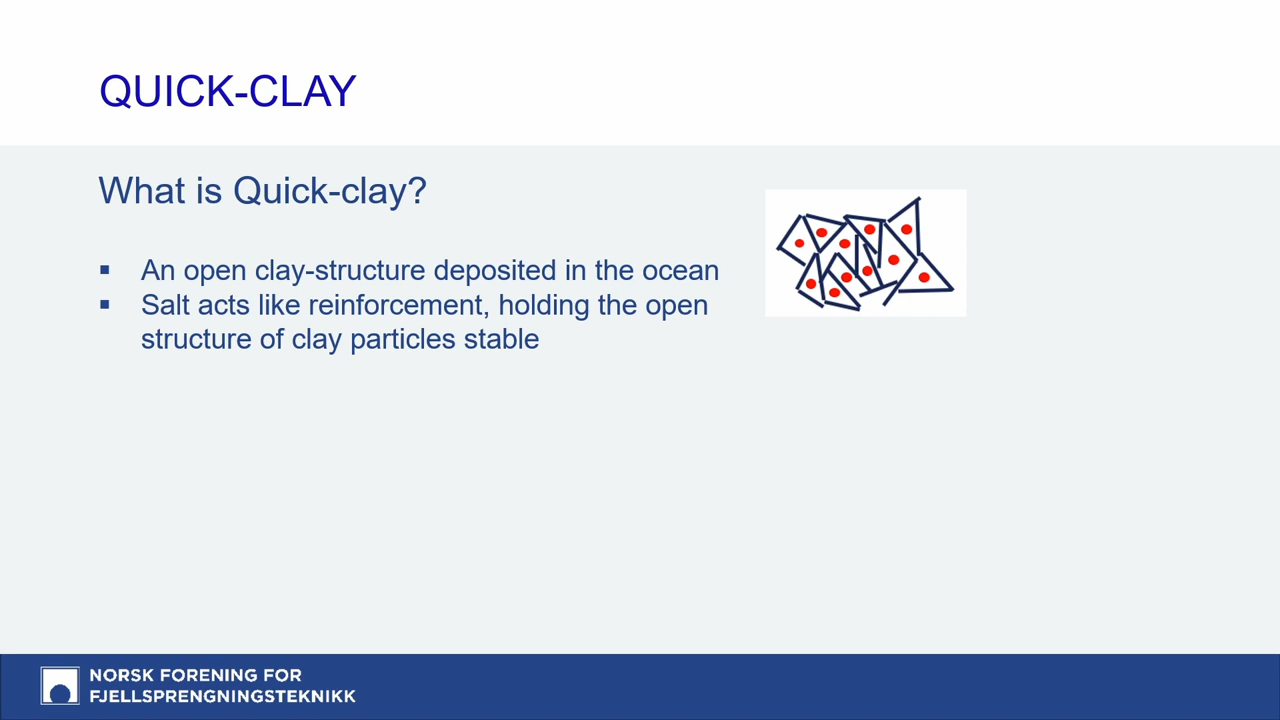 QUICK-CLAY
What is Quick-clay?
▪ An open clay-structure deposited in the ocean
▪ Salt acts like reinforcement, holding the open
structure of clay particles stable
NORSK FORENING FOR
FJELLSPRENGNINGSTEKNIKK